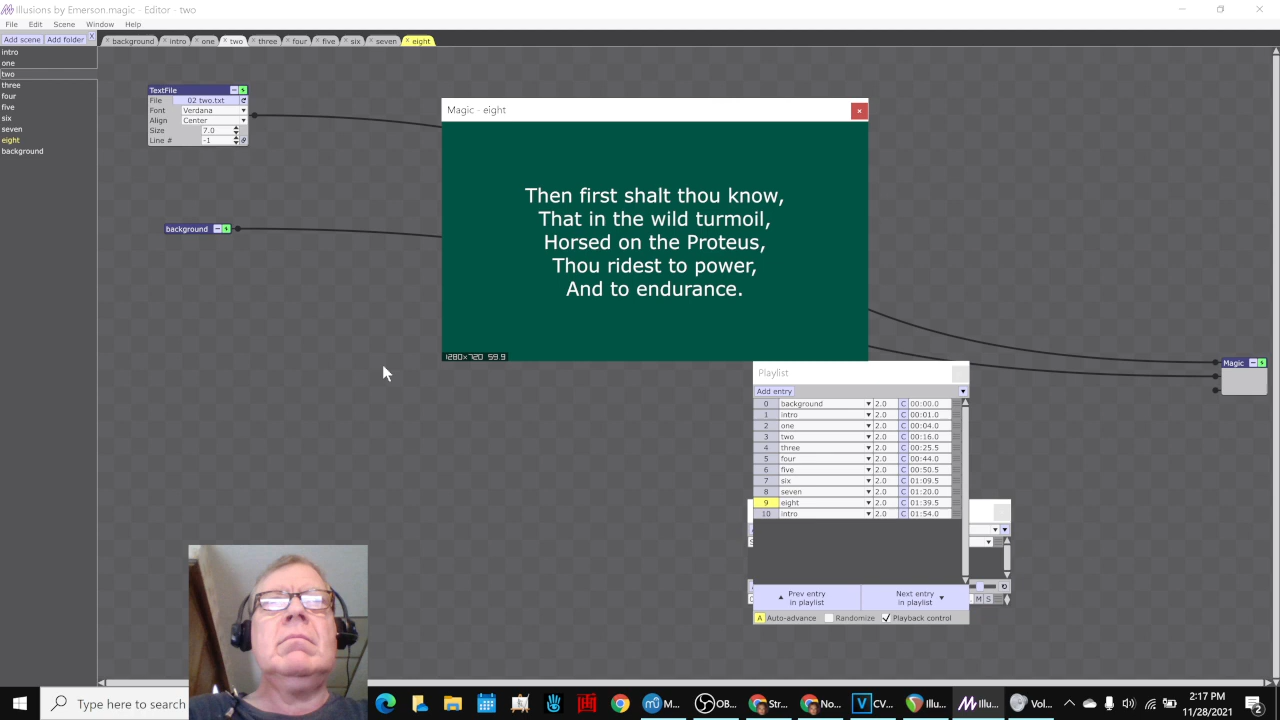 Illusions by Emerson.magic - Editor - two
File Edit Scene Window Help
Add scene Add folder X
background intro one two three four five six seven eight
intro
one
two
three
four
five
six
seven
eight
background
TextFile
File 02 two.txt
Font Verdana
Align Center
Size 7.0
Line # -1
background
Magic - eight
Then first shalt thou know,
That in the wild turmoil,
Horsed on the Proteus,
Thou ridest to power,
And to endurance.
1280x720 59.9
Magic
Playlist
Add entry
0 background 2.0 C 00:00.0
1 intro 2.0 C 00:01.0
2 one 2.0 C 00:04.0
3 two 2.0 C 00:16.0
4 three 2.0 C 00:25.5
5 four 2.0 C 00:44.0
6 five 2.0 C 00:50.5
7 six 2.0 C 01:09.5
8 seven 2.0 C 01:20.0
9 eight 2.0 C 01:39.5
10 intro 2.0 C 01:54.0
Prev entry
in playlist
Next entry
in playlist
M S
A Auto-advance Randomize Playback control
Type here to search
M... OB... Str... No... CV... Illu... Illu... Vol...
2:17 PM
11/28/2021
2